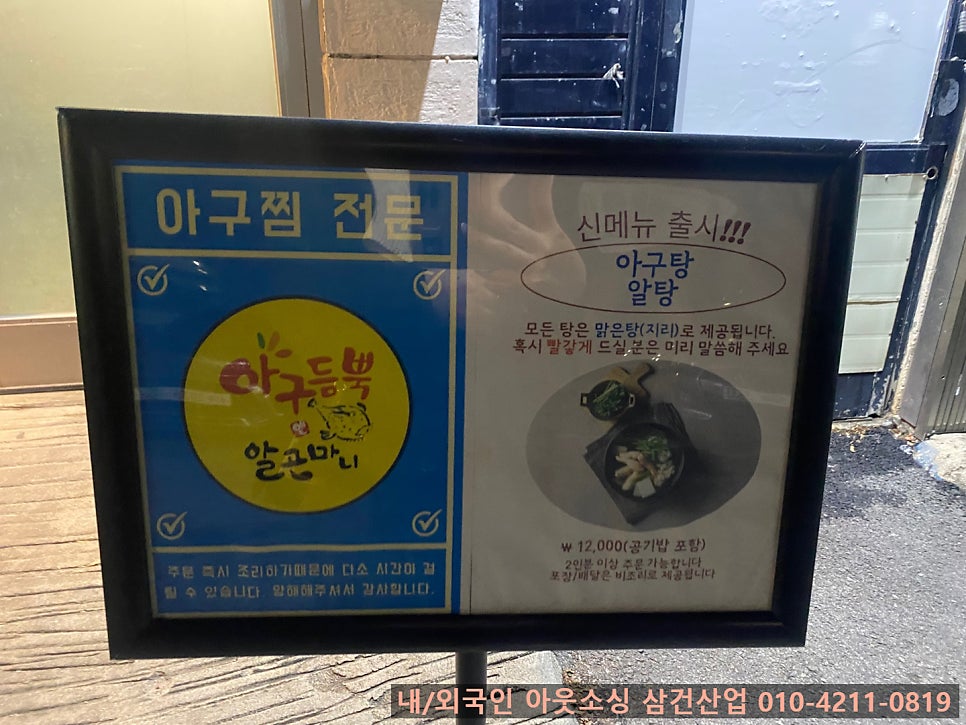 아구찜 전문
아구듬뿍
앤
알곤마니
주문 즉시 조리하기때문에 다소 시간이 걸
릴 수 있습니다. 양해해주셔서 감사합니다.
신메뉴 출시!!!
아구탕
알탕
모든 탕은 맑은탕(지리)로 제공됩니다.
혹시 빨갛게 드실 분은 미리 말씀해 주세요
₩ 12,000(공기밥 포함)
2인분 이상 주문 가능합니다
포장/배달은 비조리로 제공됩니다
내/외국인 아웃소싱 삼건산업 010-4211-0819